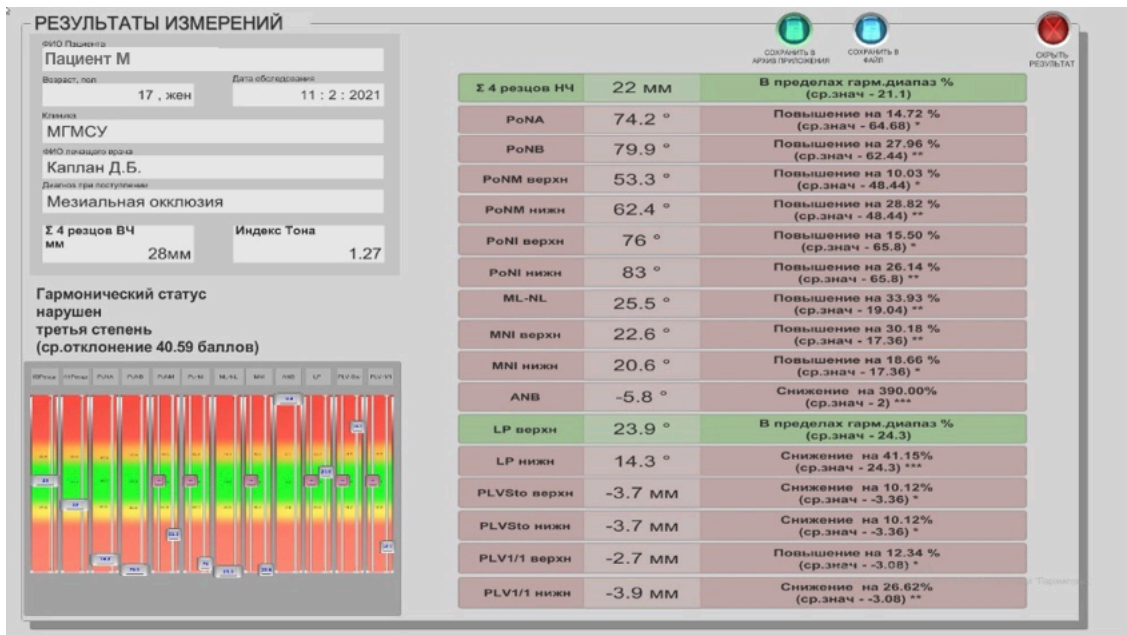 РЕЗУЛЬТАТЫ ИЗМЕРЕНИЙ
ФИО Пациента
Пациент М
Возраст, пол
17 , жен
Дата обследования
11 : 2 : 2021
Клиника
МГМСУ
ФИО лечащего врача
Каплан Д.Б.
Диагноз при поступлении
Мезиальная окклюзия
Σ 4 резцов ВЧ
мм
28мм
Индекс Тона
1.27
Гармонический статус
нарушен
третья степень
(ср.отклонение 40.59 баллов)
СОХРАНИТЬ В
АРХИВ ПРИЛОЖЕНИЯ
СОХРАНИТЬ В
ФАЙЛ
СКРЫТЬ
РЕЗУЛЬТАТ
Σ 4 резцов НЧ 22 мм В пределах гарм.диапаз %
(ср.знач - 21.1)
PoNA 74.2 ° Повышение на 14.72 %
(ср.знач - 64.68) *
PoNB 79.9 ° Повышение на 27.96 %
(ср.знач - 62.44) **
PoNM верхн 53.3 ° Повышение на 10.03 %
(ср.знач - 48.44) *
PoNM нижн 62.4 ° Повышение на 28.82 %
(ср.знач - 48.44) **
PoNI верхн 76 ° Повышение на 15.50 %
(ср.знач - 65.8) *
PoNI нижн 83 ° Повышение на 26.14 %
(ср.знач - 65.8) **
ML-NL 25.5 ° Повышение на 33.93 %
(ср.знач - 19.04) **
MNI верхн 22.6 ° Повышение на 30.18 %
(ср.знач - 17.36) **
MNI нижн 20.6 ° Повышение на 18.66 %
(ср.знач - 17.36) *
ANB -5.8 ° Снижение на 390.00%
(ср.знач - 2) ***
LP верхн 23.9 ° В пределах гарм.диапаз %
(ср.знач - 24.3)
LP нижн 14.3 ° Снижение на 41.15%
(ср.знач - 24.3) ***
PLVSto верхн -3.7 мм Снижение на 10.12%
(ср.знач - -3.36) *
PLVSto нижн -3.7 мм Снижение на 10.12%
(ср.знач - -3.36) *
PLV1/1 верхн -2.7 мм Повышение на 12.34 %
(ср.знач - -3.08) *
PLV1/1 нижн -3.9 мм Снижение на 26.62%
(ср.знач - -3.08) **